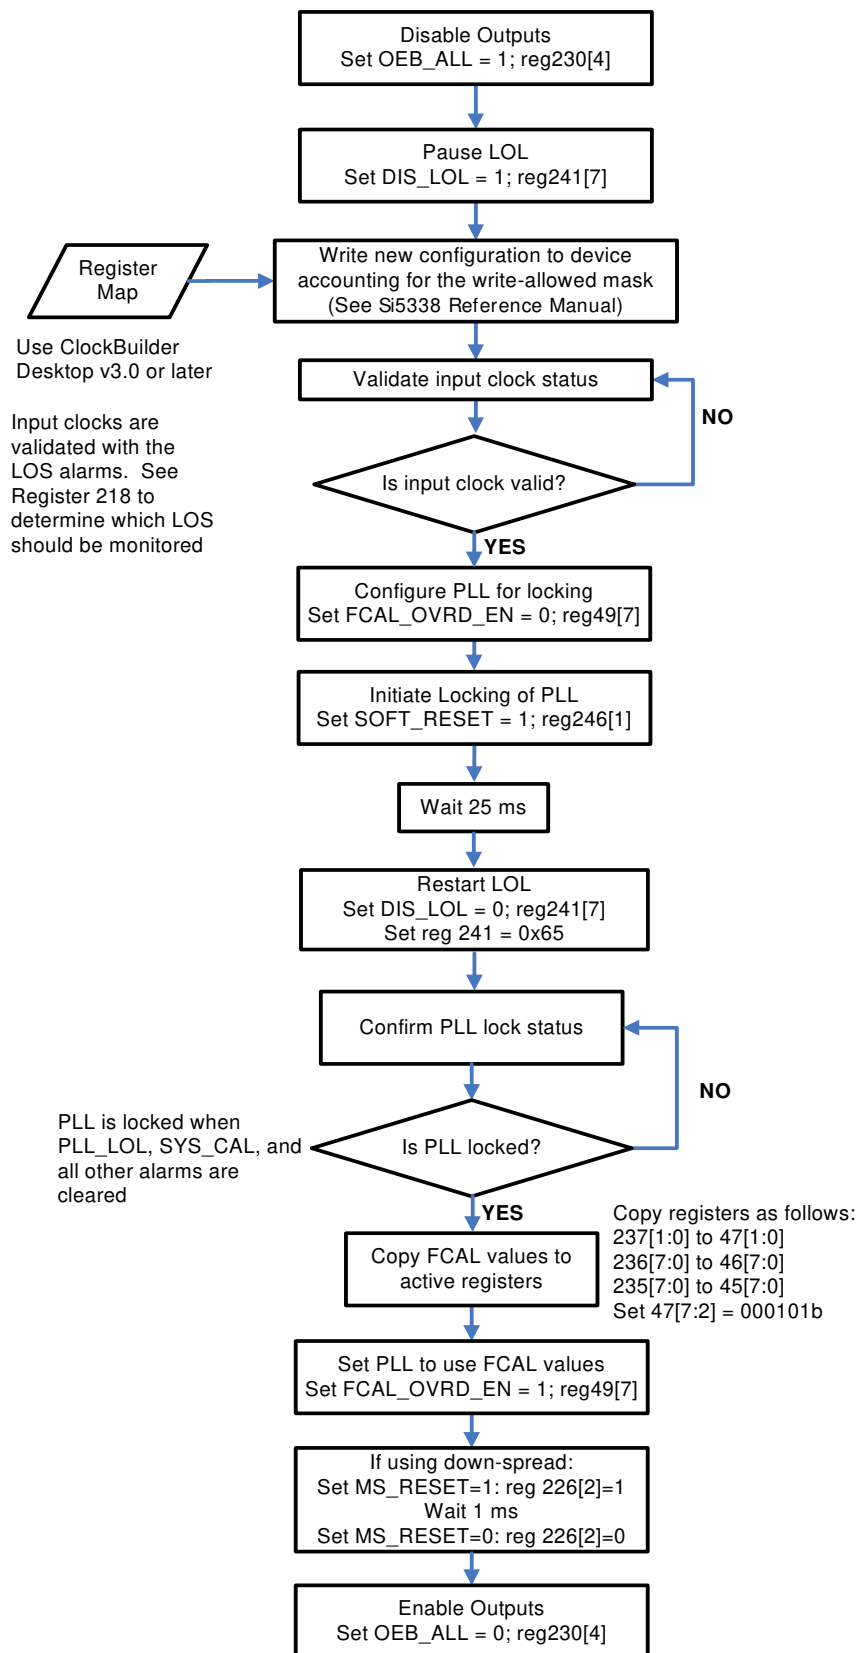 Disable Outputs
Set OEB_ALL = 1; reg230[4]
Pause LOL
Set DIS_LOL = 1; reg241[7]
Register
Map
Write new configuration to device
accounting for the write-allowed mask
(See Si5338 Reference Manual)
Use ClockBuilder
Desktop v3.0 or later
Validate input clock status
NO
Input clocks are
validated with the
LOS alarms. See
Register 218 to
determine which LOS
should be monitored
Is input clock valid?
YES
Configure PLL for locking
Set FCAL_OVRD_EN = 0; reg49[7]
Initiate Locking of PLL
Set SOFT_RESET = 1; reg246[1]
Wait 25 ms
Restart LOL
Set DIS_LOL = 0; reg241[7]
Set reg 241 = 0x65
Confirm PLL lock status
NO
PLL is locked when
PLL_LOL, SYS_CAL, and
all other alarms are
cleared
Is PLL locked?
YES
Copy FCAL values to
active registers
Copy registers as follows:
237[1:0] to 47[1:0]
236[7:0] to 46[7:0]
235[7:0] to 45[7:0]
Set 47[7:2] = 000101b
Set PLL to use FCAL values
Set FCAL_OVRD_EN = 1; reg49[7]
If using down-spread:
Set MS_RESET=1: reg 226[2]=1
Wait 1 ms
Set MS_RESET=0: reg 226[2]=0
Enable Outputs
Set OEB_ALL = 0; reg230[4]